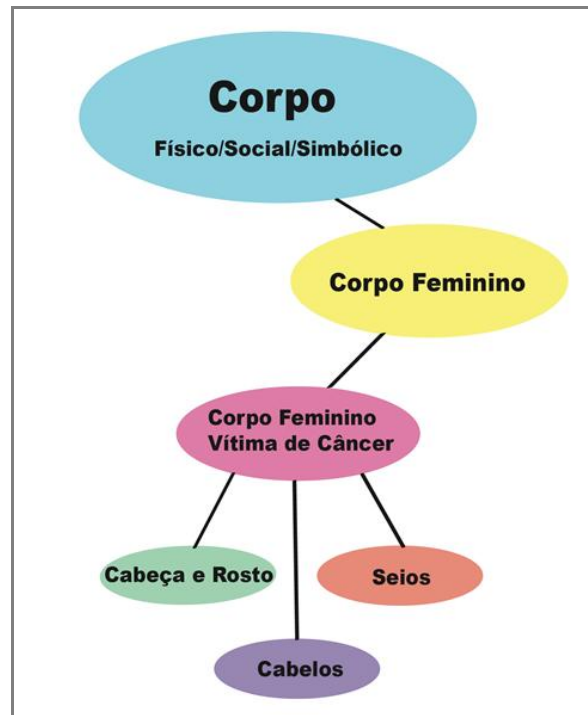 Corpo
Físico/Social/Simbólico
Corpo Feminino
Corpo Feminino
Vítima de Câncer
Cabeça e Rosto
Seios
Cabelos